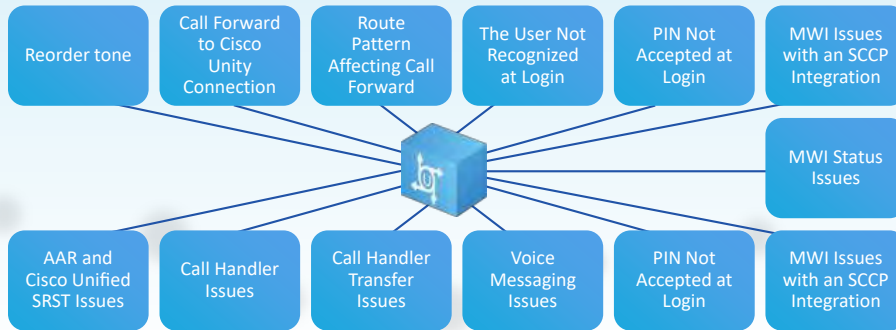 Reorder tone
Call Forward
to Cisco
Unity
Connection
Route
Pattern
Affecting Call
Forward
The User Not
Recognized
at Login
PIN Not
Accepted at
Login
MWI Issues
with an SCCP
Integration
MWI Status
Issues
AAR and
Cisco Unified
SRST Issues
Call Handler
Issues
Call Handler
Transfer
Issues
Voice
Messaging
Issues
PIN Not
Accepted at
Login
MWI Issues
with an SCCP
Integration